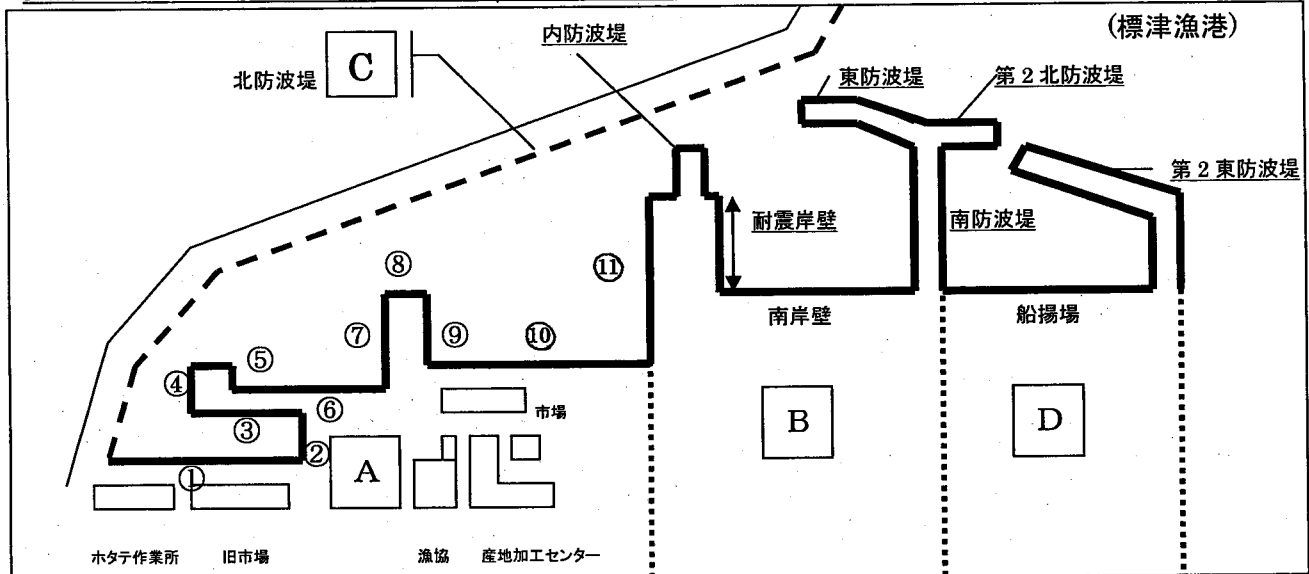 (標津漁港)
内防波堤
北防波堤
C
東防波堤
第2北防波堤
第2東防波堤
耐震岸壁
南防波堤
⑧
⑪
南岸壁
船揚場
⑦
⑨
⑩
⑤
④
⑥
③
市場
②
①
A
B
D
ホタテ作業所
旧市場
漁協
産地加工センター